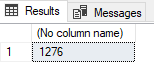 Results Messages
(No column name)
1 1276